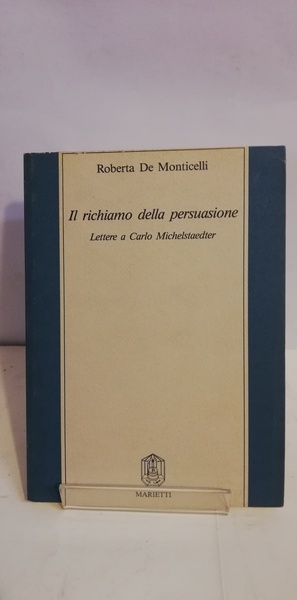 Roberta De Monticelli
Il richiamo della persuasione
Lettere a Carlo Michelstaedter
MARIETTI